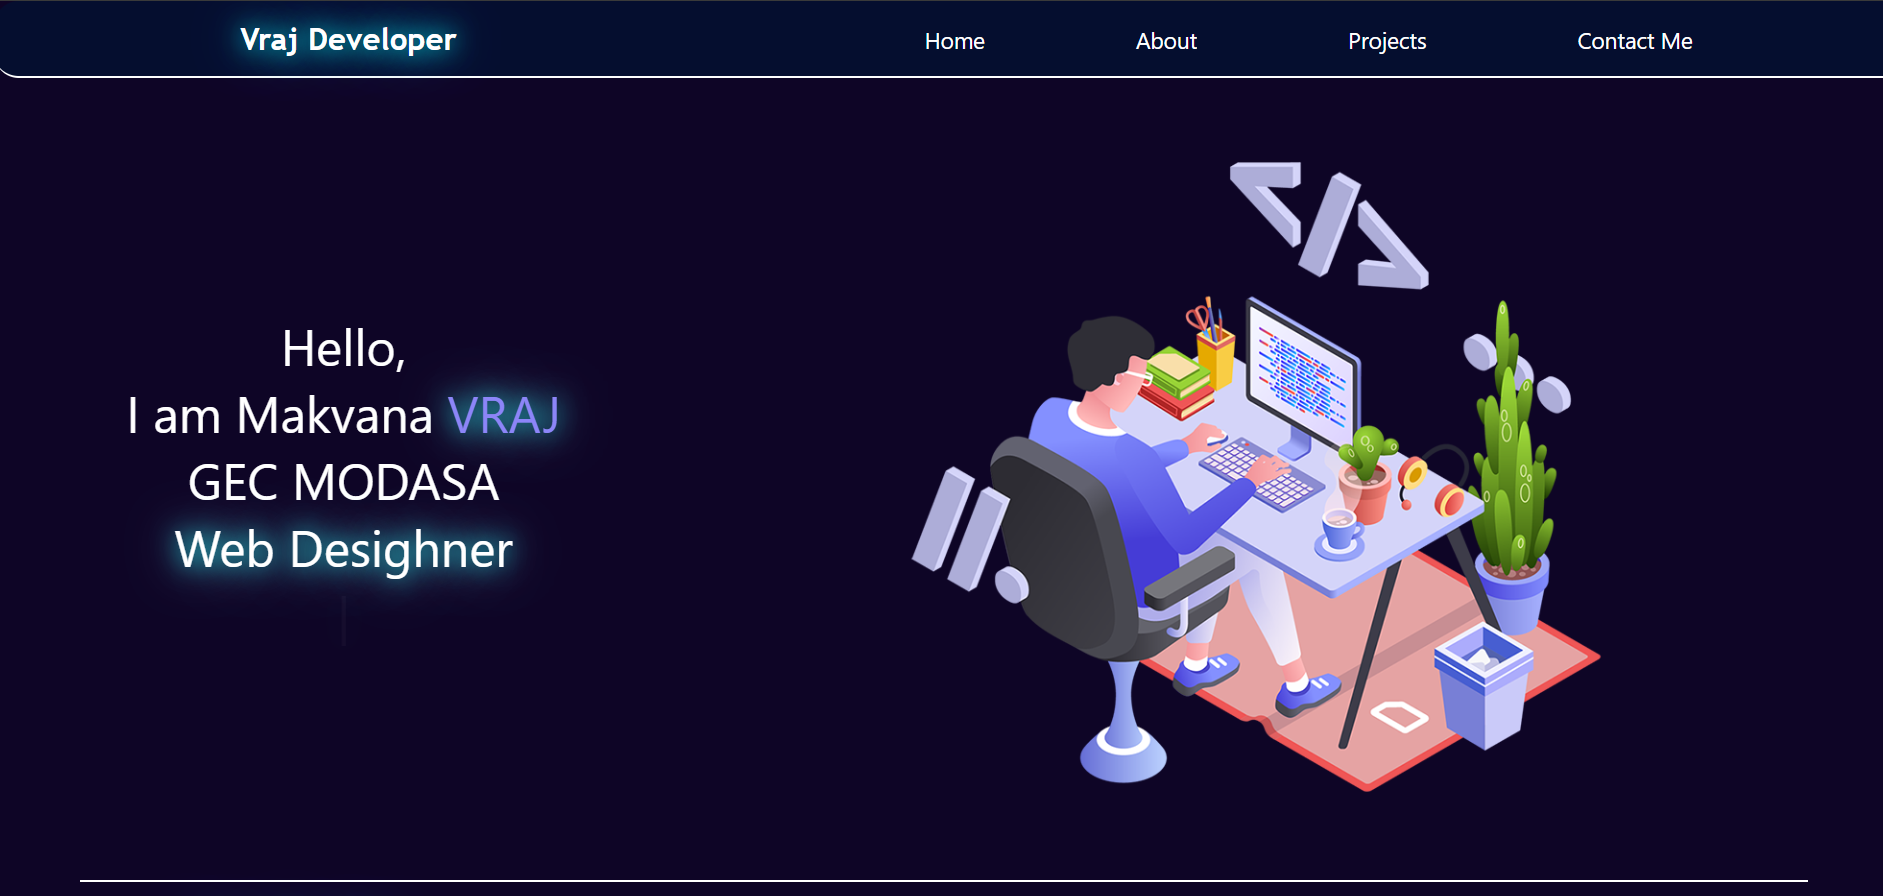 Vraj Developer
Home
About
Projects
Contact Me
Hello,
I am Makvana VRAJ
GEC MODASA
Web Desighner